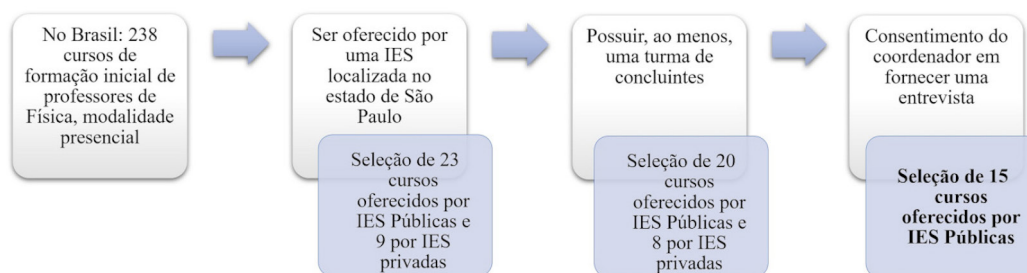 No Brasil: 238
cursos de
formação inicial de
professores de
Física, modalidade
presencial
Ser oferecido por
uma IES
localizada no
estado de São
Paulo
Seleção de 23
cursos
oferecidos por
IES Públicas e
9 por IES
privadas
Possuir, ao menos,
uma turma de
concluintes
Seleção de 20
cursos
oferecidos por
IES Públicas e
8 por IES
privadas
Consentimento do
coordenador em
fornecer uma
entrevista
Seleção de 15
cursos
oferecidos por
IES Públicas